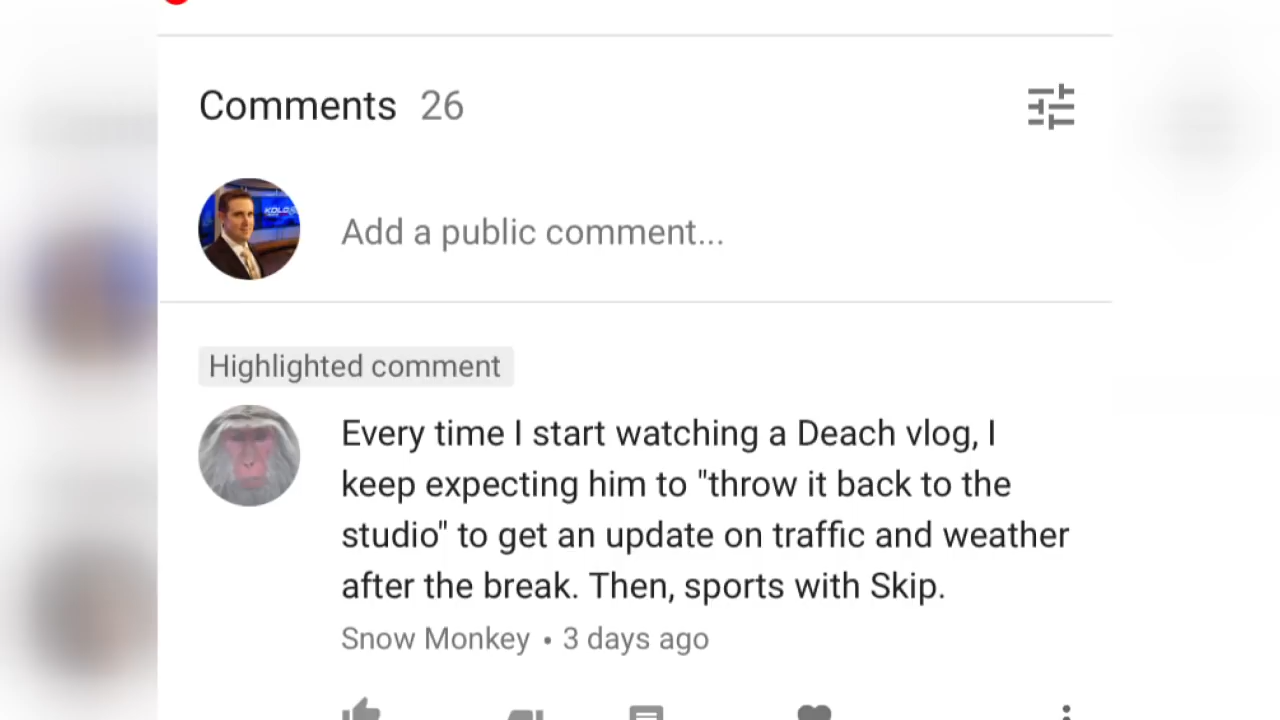 Comments 26
Add a public comment...
Highlighted comment
Every time I start watching a Deach vlog, I
keep expecting him to "throw it back to the
studio" to get an update on traffic and weather
after the break. Then, sports with Skip.
Snow Monkey • 3 days ago